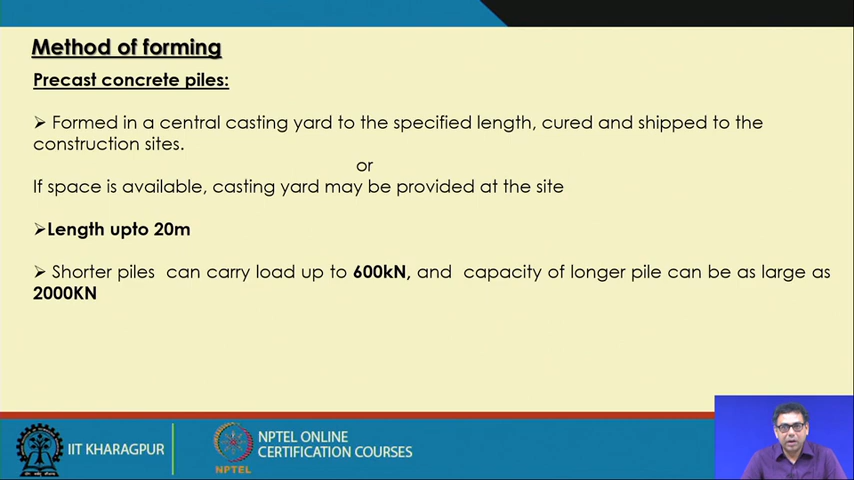 Method of forming
Precast concrete piles:
➢ Formed in a central casting yard to the specified length, cured and shipped to the
construction sites.
or
If space is available, casting yard may be provided at the site
➢Length upto 20m
➢ Shorter piles can carry load up to 600kN, and capacity of longer pile can be as large as
2000KN
IIT KHARAGPUR
NPTEL
NPTEL ONLINE
CERTIFICATION COURSES